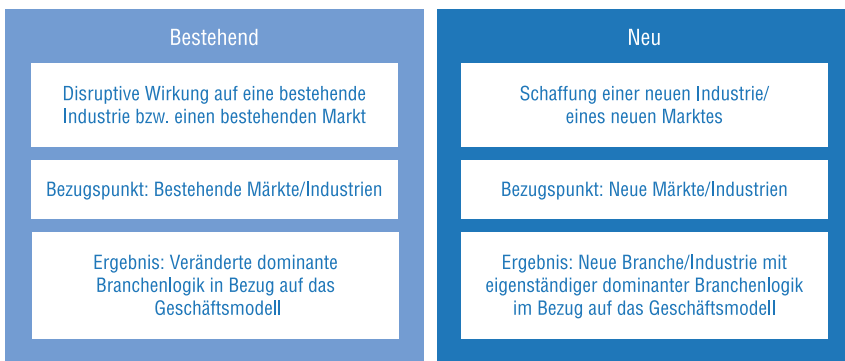 Bestehend
Disruptive Wirkung auf eine bestehende
Industrie bzw. einen bestehenden Markt
Bezugspunkt: Bestehende Märkte/Industrien
Ergebnis: Veränderte dominante
Branchenlogik in Bezug auf das
Geschäftsmodell
Neu
Schaffung einer neuen Industrie/
eines neuen Marktes
Bezugspunkt: Neue Märkte/Industrien
Ergebnis: Neue Branche/Industrie mit
eigenständiger dominanter Branchenlogik
im Bezug auf das Geschäftsmodell